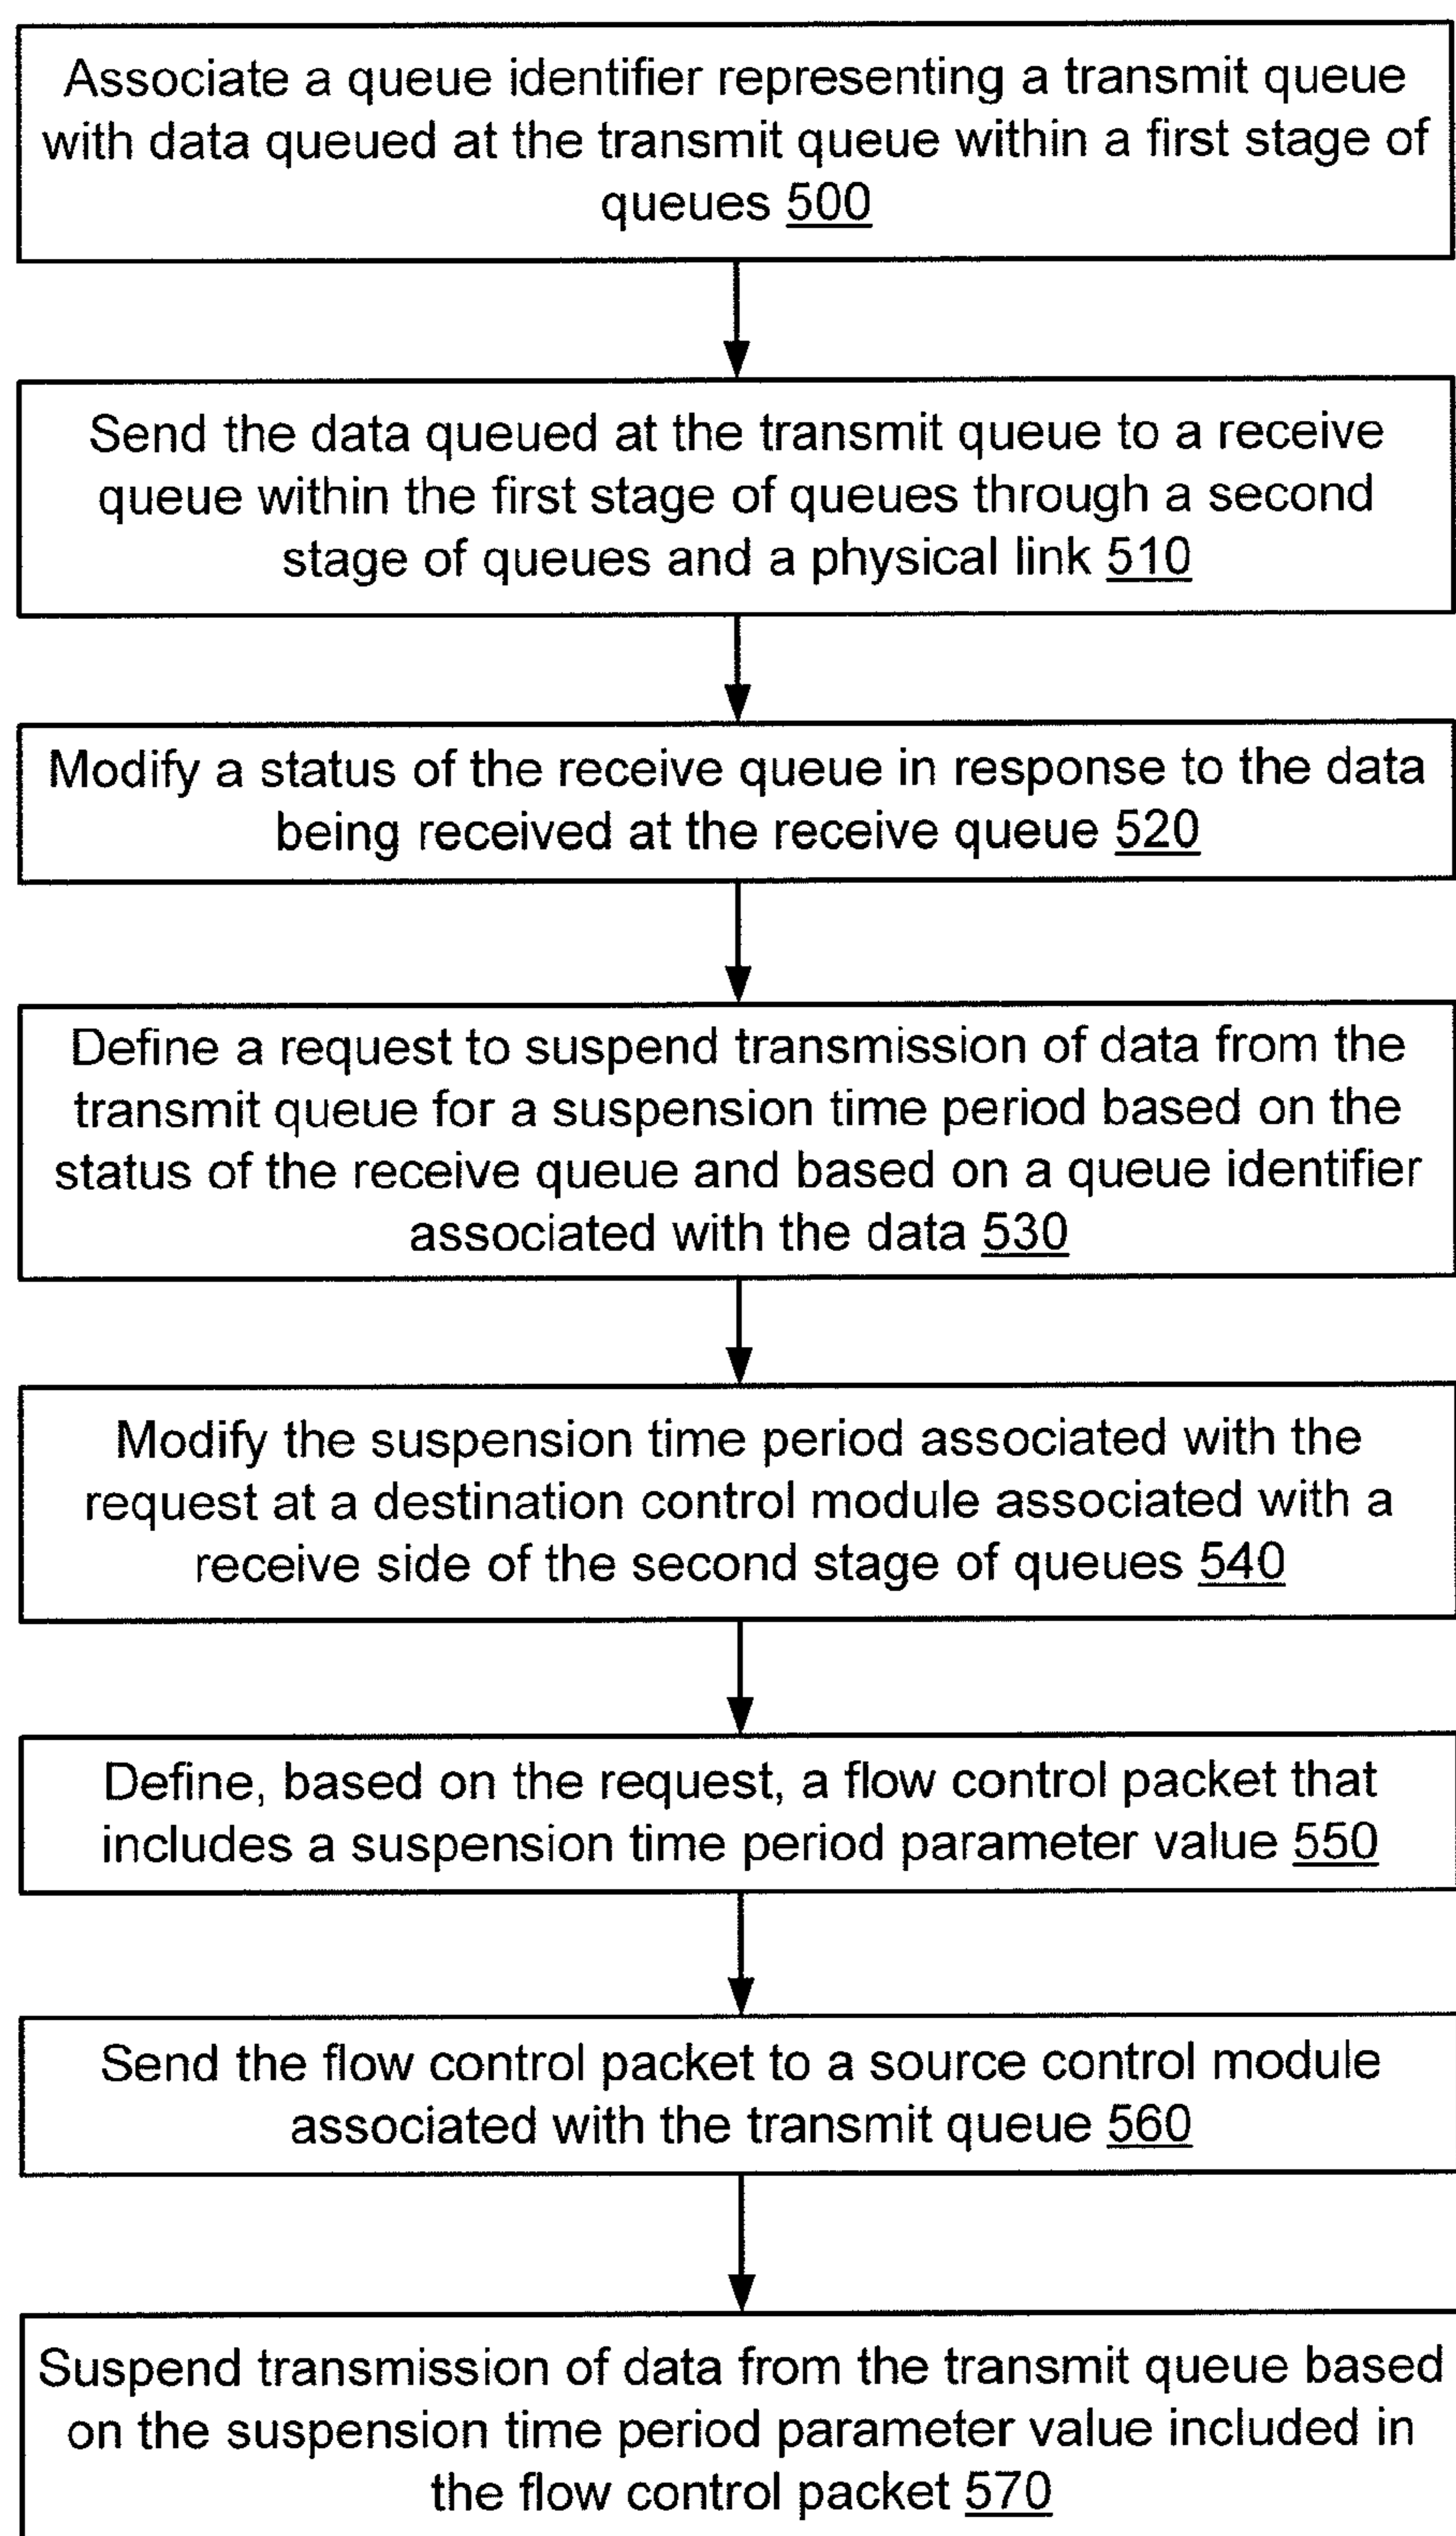 Associate a queue identifier representing a transmit queue
with data queued at the transmit queue within a first stage of
queues 500
Send the data queued at the transmit queue to a receive
queue within the first stage of queues through a second
stage of queues and a physical link 510
Modify a status of the receive queue in response to the data
being received at the receive queue 520
Define a request to suspend transmission of data from the
transmit queue for a suspension time period based on the
status of the receive queue and based on a queue identifier
associated with the data 530
Modify the suspension time period associated with the
request at a destination control module associated with a
receive side of the second stage of queues 540
Define, based on the request, a flow control packet that
includes a suspension time period parameter value 550
Send the flow control packet to a source control module
associated with the transmit queue 560
Suspend transmission of data from the transmit queue based
on the suspension time period parameter value included in
the flow control packet 570